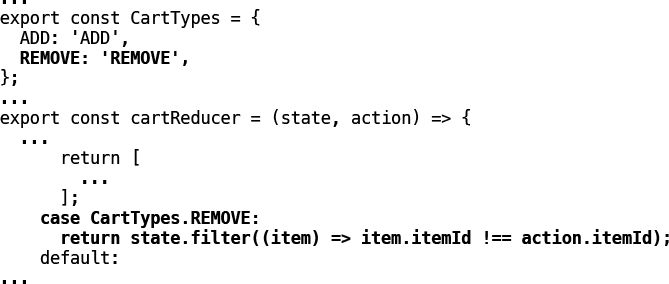 ...
export const CartTypes = {
  ADD: 'ADD',
  REMOVE: 'REMOVE',
};
...
export const cartReducer = (state, action) => {
  ...
      return [
        ...
      ];
    case CartTypes.REMOVE:
      return state.filter((item) => item.itemId !== action.itemId);
    default:
...